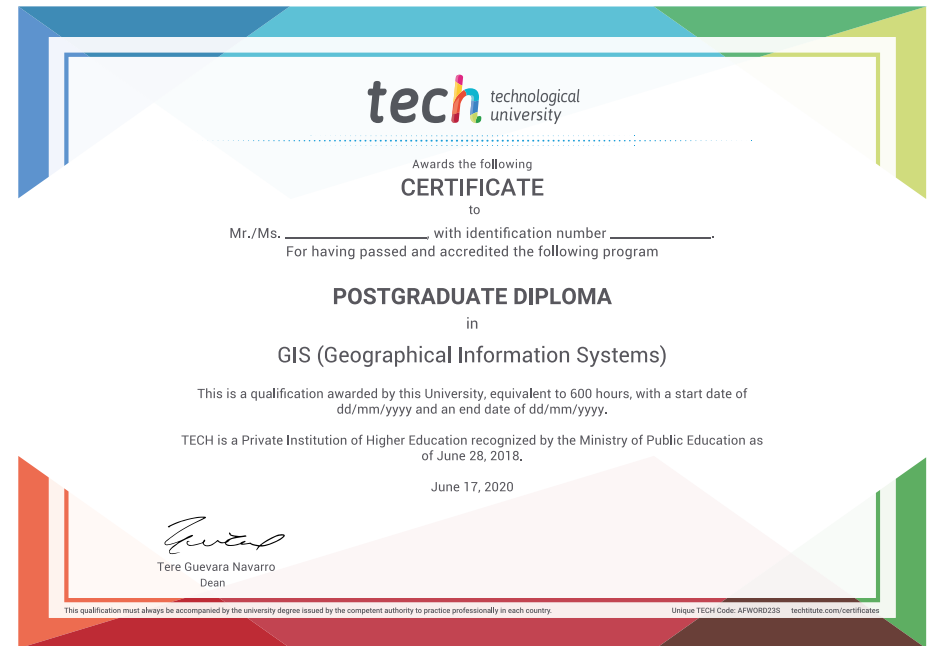 tech technological
university
Awards the following
CERTIFICATE
to
Mr./Ms. ____________________, with identification number ______________.
For having passed and accredited the following program
POSTGRADUATE DIPLOMA
in
GIS (Geographical Information Systems)
This is a qualification awarded by this University, equivalent to 600 hours, with a start date of
dd/mm/yyyy and an end date of dd/mm/yyyy.
TECH is a Private Institution of Higher Education recognized by the Ministry of Public Education as
of June 28, 2018.
June 17, 2020
Tere Guevara Navarro
Dean
This qualification must always be accompanied by the university degree issued by the competent authority to practice professionally in each country.
Unique TECH Code: AFWORD23S techtitute.com/certificates